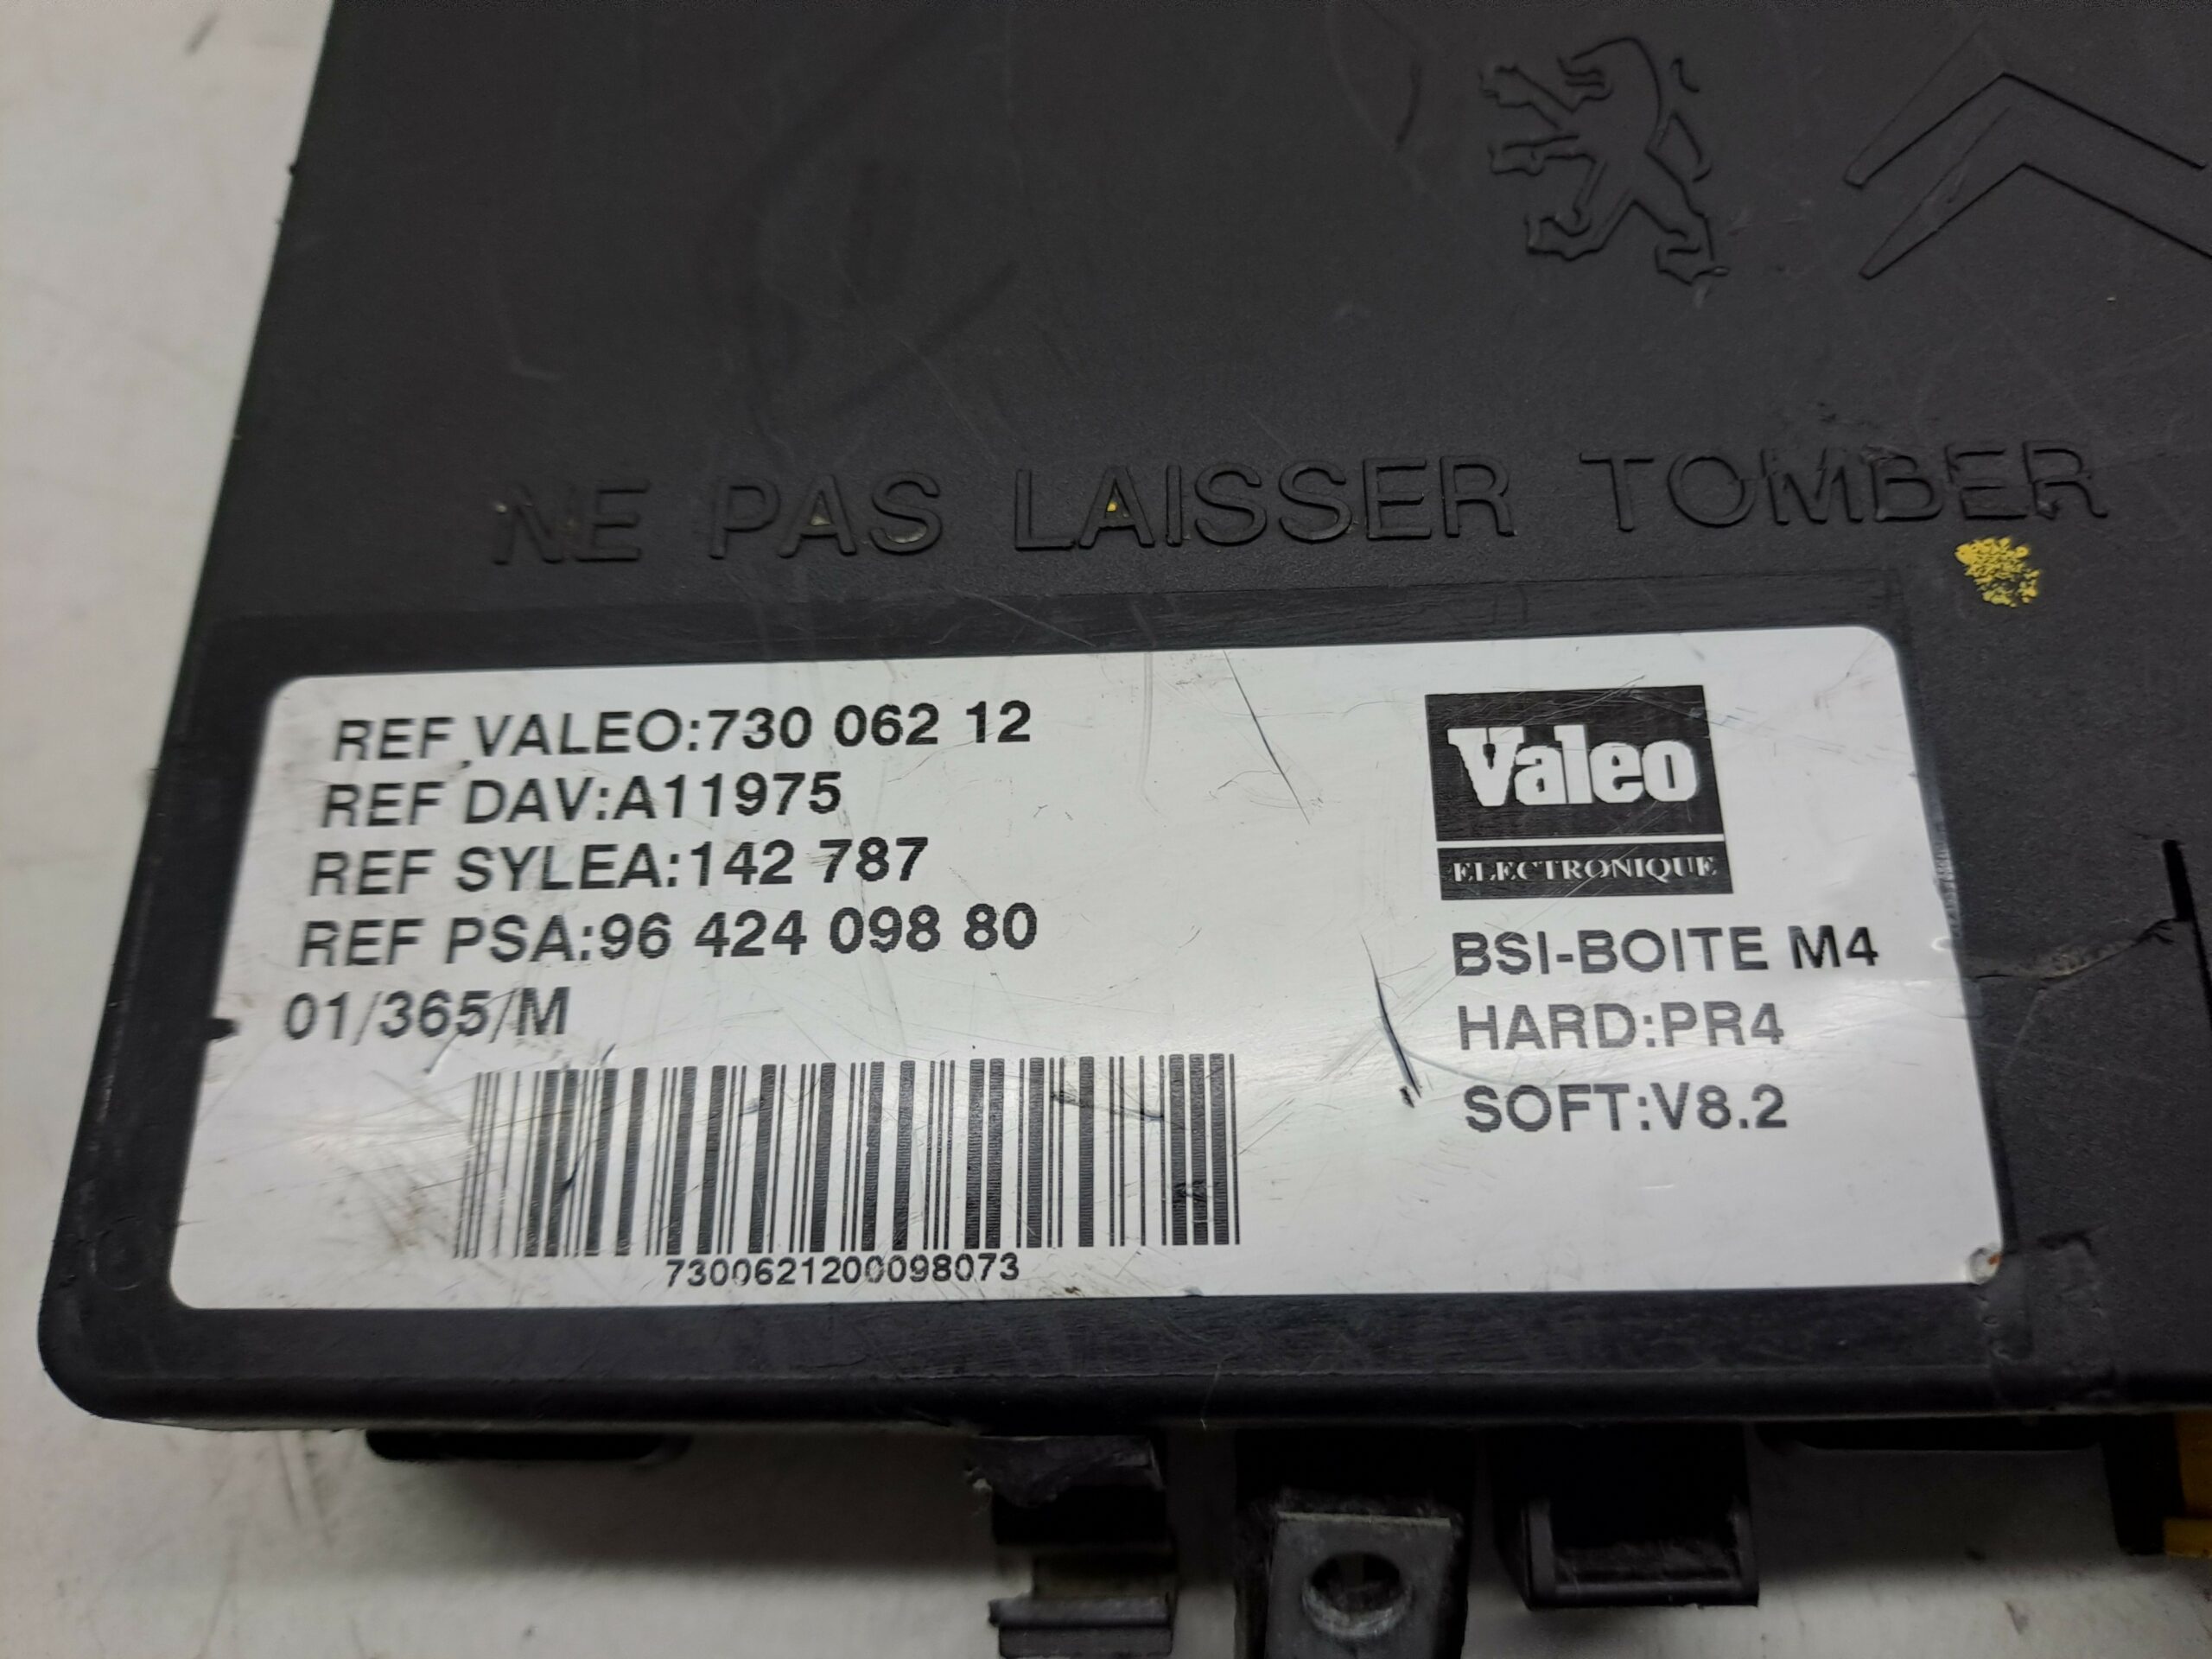 NE PAS LAISSER TOMBER
REF VALEO:730 062 12
REF DAV:A11975
REF SYLEA:142 787
REF PSA:96 424 098 80
01/365/M
7300621200098073
Valeo
ELECTRONIQUE
BSI-BOITE M4
HARD:PR4
SOFT:V8.2